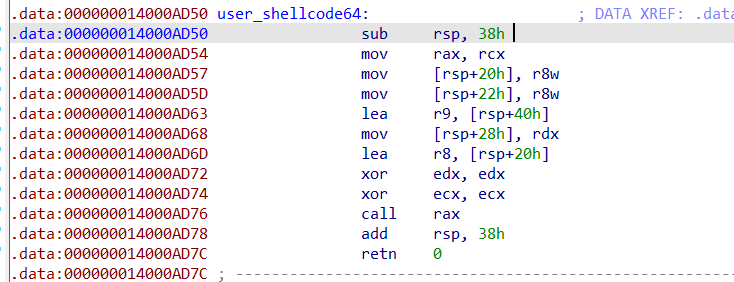 .data:000000014000AD50 user_shellcode64: ; DATA XREF: .data
.data:000000014000AD50 sub rsp, 38h
.data:000000014000AD54 mov rax, rcx
.data:000000014000AD57 mov [rsp+20h], r8w
.data:000000014000AD5D mov [rsp+22h], r8w
.data:000000014000AD63 lea r9, [rsp+40h]
.data:000000014000AD68 mov [rsp+28h], rdx
.data:000000014000AD6D lea r8, [rsp+20h]
.data:000000014000AD72 xor edx, edx
.data:000000014000AD74 xor ecx, ecx
.data:000000014000AD76 call rax
.data:000000014000AD78 add rsp, 38h
.data:000000014000AD7C retn 0
.data:000000014000AD7C ; ---------------------------------------------